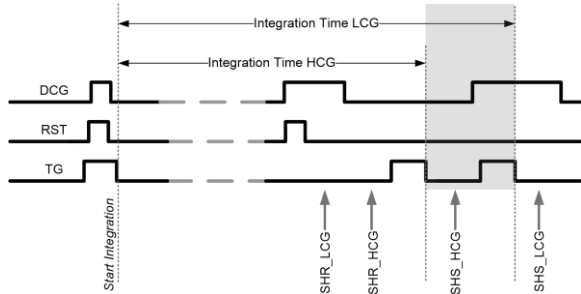 Integration Time LCG
Integration Time HCG
DCG
RST
TG
Start Integration
SHR_LCG
SHR_HCG
SHS_HCG
SHS_LCG